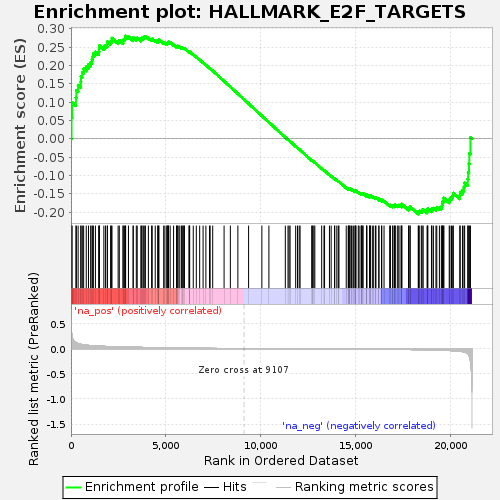 Enrichment plot: HALLMARK_E2F_TARGETS
Enrichment score (ES)
0.30
0.25
0.20
0.15
0.10
0.05
0.00
-0.05
-0.10
-0.15
-0.20
'na_pos' (positively correlated)
Ranked list metric (PreRanked)
0.5
0.0
-0.5
-1.0
-1.5
Zero cross at 9107
'na_neg' (negatively correlated)
0
5,000
10,000
15,000
20,000
Rank in Ordered Dataset
Enrichment profile
Hits
Ranking metric scores